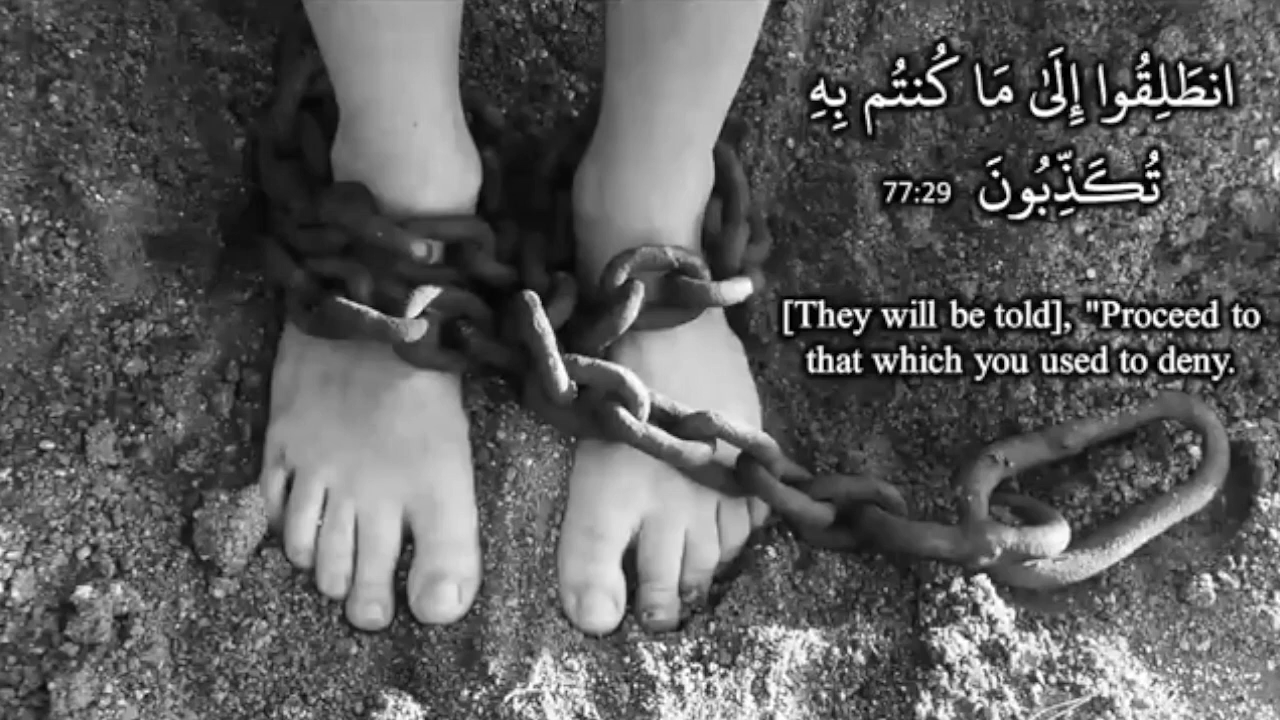 انطَلِقُوا إِلَىٰ مَا كُنتُم بِهِ
تُكَذِّبُونَ 77:29
[They will be told], "Proceed to
that which you used to deny.